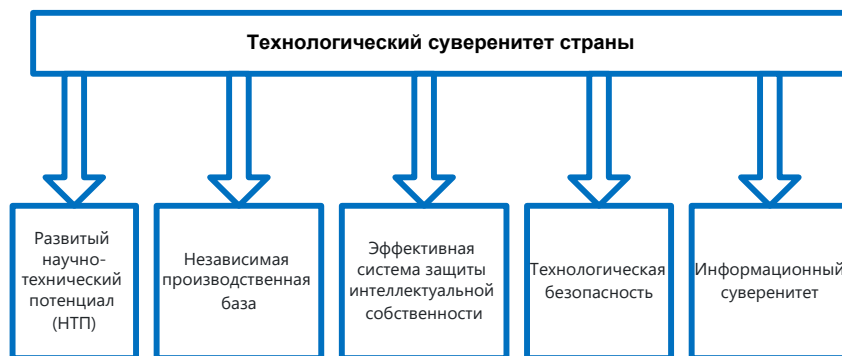 Технологический суверенитет страны
Развитый
научно-
технический
потенциал
(НТП)
Независимая
производственная
база
Эффективная
система защиты
интеллектуальной
собственности
Технологическая
безопасность
Информационный
суверенитет